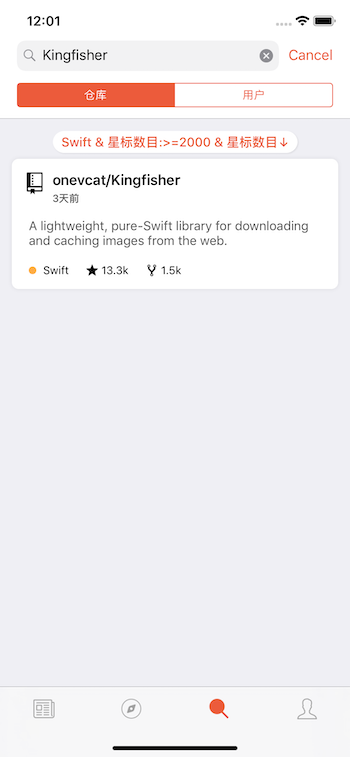 12:01
Kingfisher
Cancel
仓库
用户
Swift & 星标数目:>=2000 & 星标数目↓
onevcat/Kingfisher
3天前
A lightweight, pure-Swift library for downloading
and caching images from the web.
Swift 13.3k 1.5k